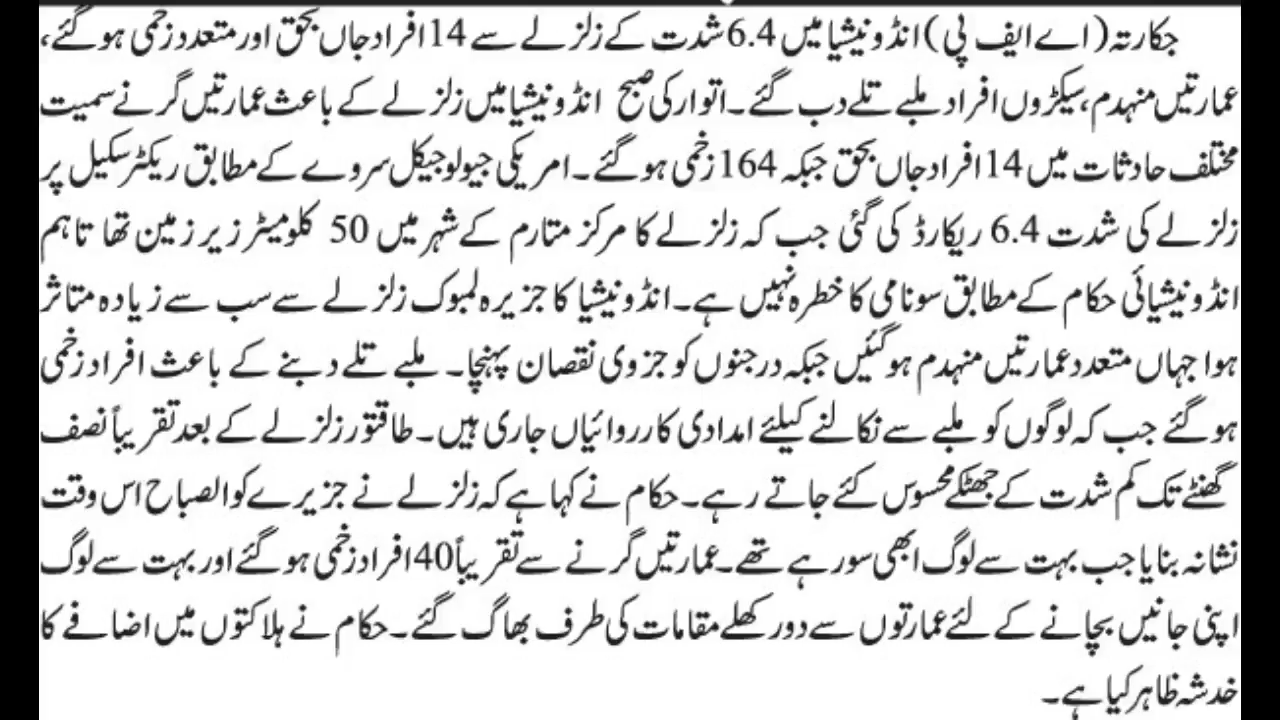 جکارتہ (اے ایف پی) انڈونیشیا میں 6.4 شدت کے زلزلے سے 14 افراد جاں بحق اور متعدد زخمی ہوگئے،
عمارتیں منہدم، سیکڑوں افراد ملبے تلے دب گئے۔ اتوار کی صبح انڈونیشیا میں زلزلے کے باعث عمارتیں گرنے سمیت
مختلف حادثات میں 14 افراد جاں بحق جبکہ 164 زخمی ہوگئے۔ امریکی جیولوجیکل سروے کے مطابق ریکٹر سکیل پر
زلزلے کی شدت 6.4 ریکارڈ کی گئی جب کہ زلزلے کا مرکز متارم کے شہر میں 50 کلومیٹر زیر زمین تھا تاہم
انڈونیشیائی حکام کے مطابق سونامی کا خطرہ نہیں ہے۔ انڈونیشیا کا جزیرہ لمبوک زلزلے سے سب سے زیادہ متاثر
ہوا جہاں متعدد عمارتیں منہدم ہوگئیں جبکہ درجنوں کو جزوی نقصان پہنچا۔ ملبے تلے دبنے کے باعث افراد زخمی
ہوگئے جب کہ لوگوں کو ملبے سے نکالنے کیلئے امدادی کارروائیاں جاری ہیں۔ طاقتور زلزلے کے بعد تقریباً نصف
گھنٹے تک کم شدت کے جھٹکے محسوس کئے جاتے رہے۔ حکام نے کہا ہے کہ زلزلے نے جزیرے کو الصباح اس وقت
نشانہ بنایا جب بہت سے لوگ ابھی سو رہے تھے۔ عمارتیں گرنے سے تقریباً 40 افراد زخمی ہوگئے اور بہت سے لوگ
اپنی جانیں بچانے کے لئے عمارتوں سے دور کھلے مقامات کی طرف بھاگ گئے۔ حکام نے ہلاکتوں میں اضافے کا
خدشہ ظاہر کیا ہے۔